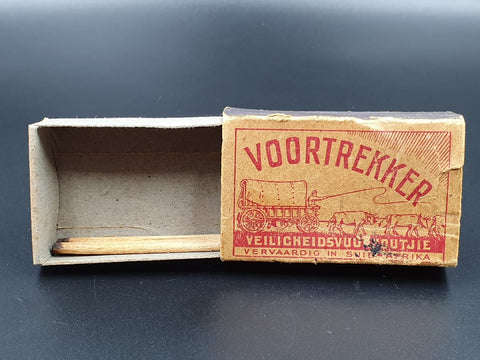 VOORTREKKER
VEILIGHEIDSVUURHOUTJIE
VERVAARDIG IN SUID-AFRIKA